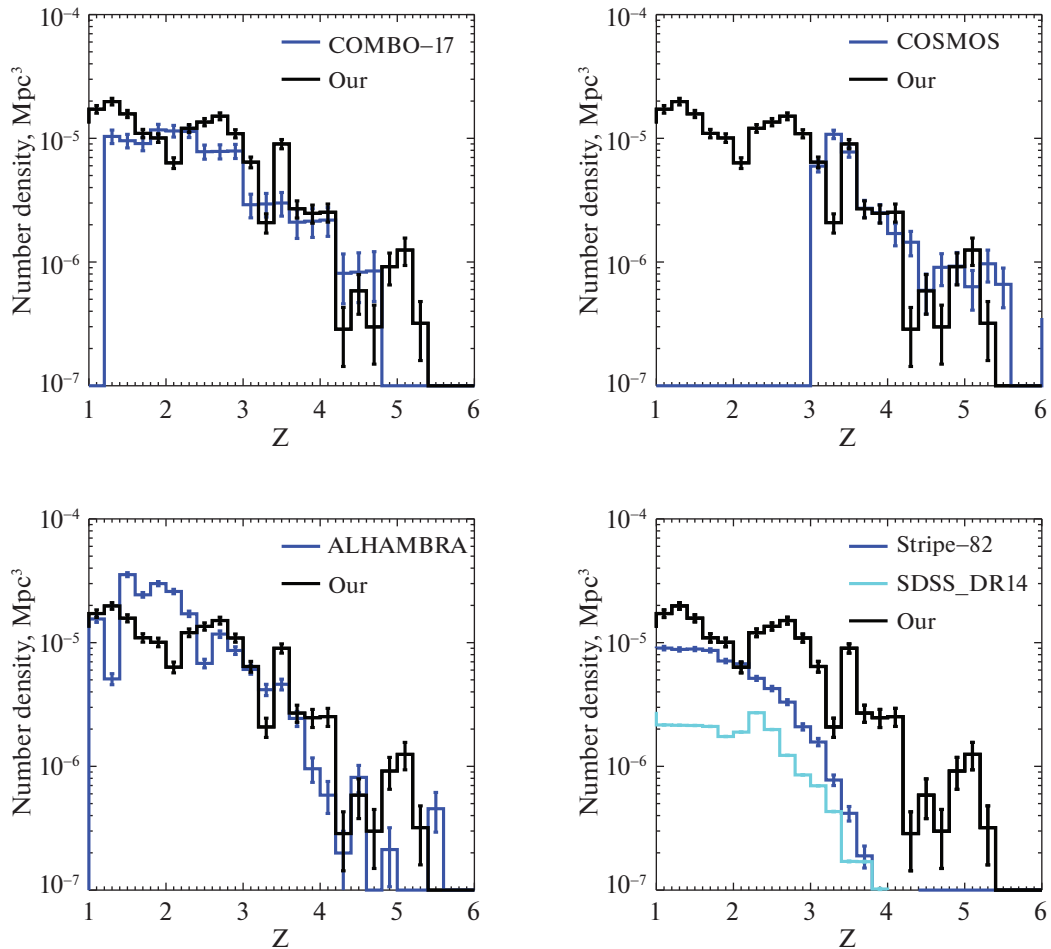 10⁻⁴
COMBO–17
Our
10⁻⁵
10⁻⁶
10⁻⁷
Number density, Mpc³
1 2 3 4 5 6
Z
10⁻⁴
COSMOS
Our
10⁻⁵
10⁻⁶
10⁻⁷
Number density, Mpc³
1 2 3 4 5 6
Z
10⁻⁴
ALHAMBRA
Our
10⁻⁵
10⁻⁶
10⁻⁷
Number density, Mpc³
1 2 3 4 5 6
Z
10⁻⁴
Stripe–82
SDSS_DR14
Our
10⁻⁵
10⁻⁶
10⁻⁷
Number density, Mpc³
1 2 3 4 5 6
Z